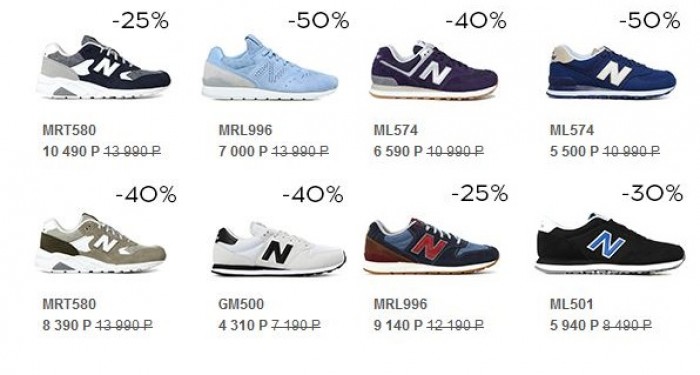 -25% -50% -40% -50%
MRT580 MRL996 ML574 ML574
10 490 Р 13 990 Р 7 000 Р 13 990 Р 6 590 Р 10 990 Р 5 500 Р 10 990 Р
-40% -40% -25% -30%
MRT580 GM500 MRL996 ML501
8 390 Р 13 990 Р 4 310 Р 7 190 Р 9 140 Р 12 190 Р 5 940 Р 8 490 Р